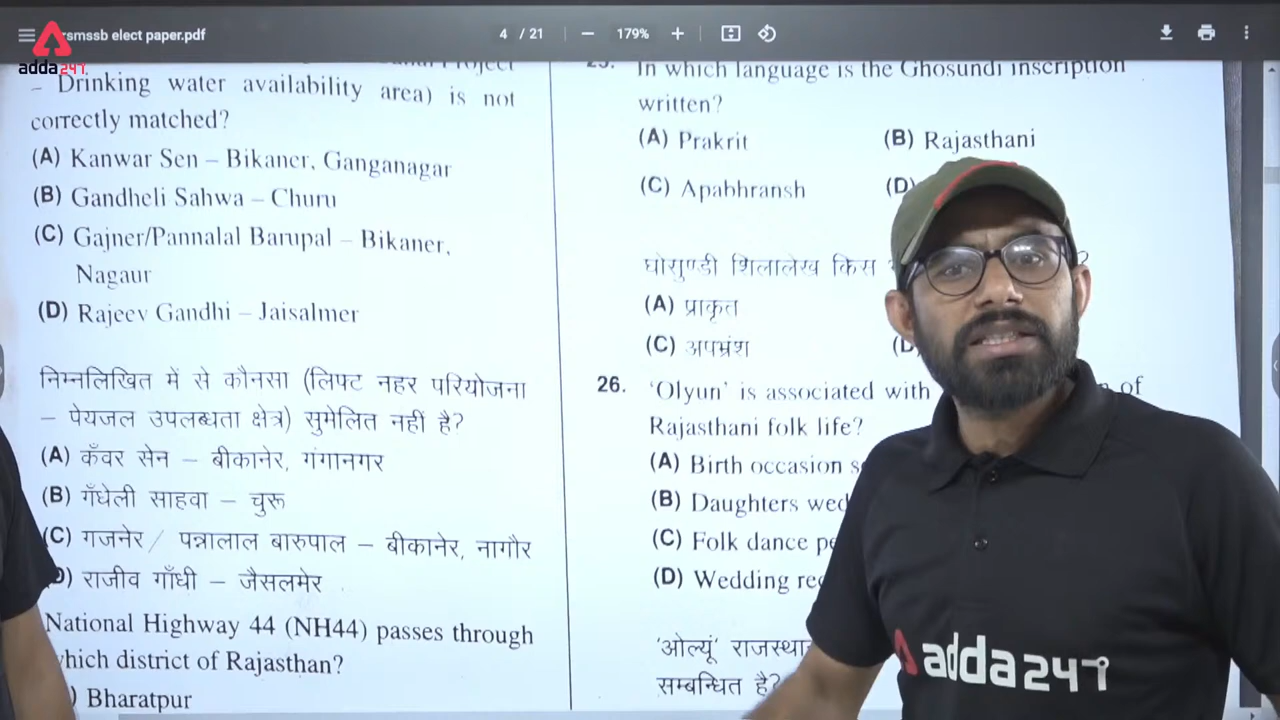 rsmssb elect paper.pdf
4 / 21
179%
adda247
– Drinking water availability area) is not
correctly matched?
(A) Kanwar Sen – Bikaner, Ganganagar
(B) Gandheli Sahwa – Churu
(C) Gajner/Pannalal Barupal – Bikaner,
Nagaur
(D) Rajeev Gandhi – Jaisalmer
निम्नलिखित में से कौनसा (लिफ्ट नहर परियोजना
– पेयजल उपलब्धता क्षेत्र) सुमेलित नहीं है?
(A) कँवर सेन – बीकानेर, गंगानगर
(B) गँधेली साहवा – चुरू
(C) गजनेर/ पन्नालाल बारुपाल – बीकानेर, नागौर
D) राजीव गाँधी – जैसलमेर
National Highway 44 (NH44) passes through
which district of Rajasthan?
) Bharatpur
25. In which language is the Ghosundi inscription
written?
(A) Prakrit (B) Rajasthani
(C) Apabhransh (D)
घोसुण्डी शिलालेख किस ?
(A) प्राकृत
(C) अपभ्रंश (D
26. 'Olyun' is associated with of
Rajasthani folk life?
(A) Birth occasion
(B) Daughters
(C) Folk dance
(D) Wedding
'ओल्यूं'
सम्बन्धित है?
adda247